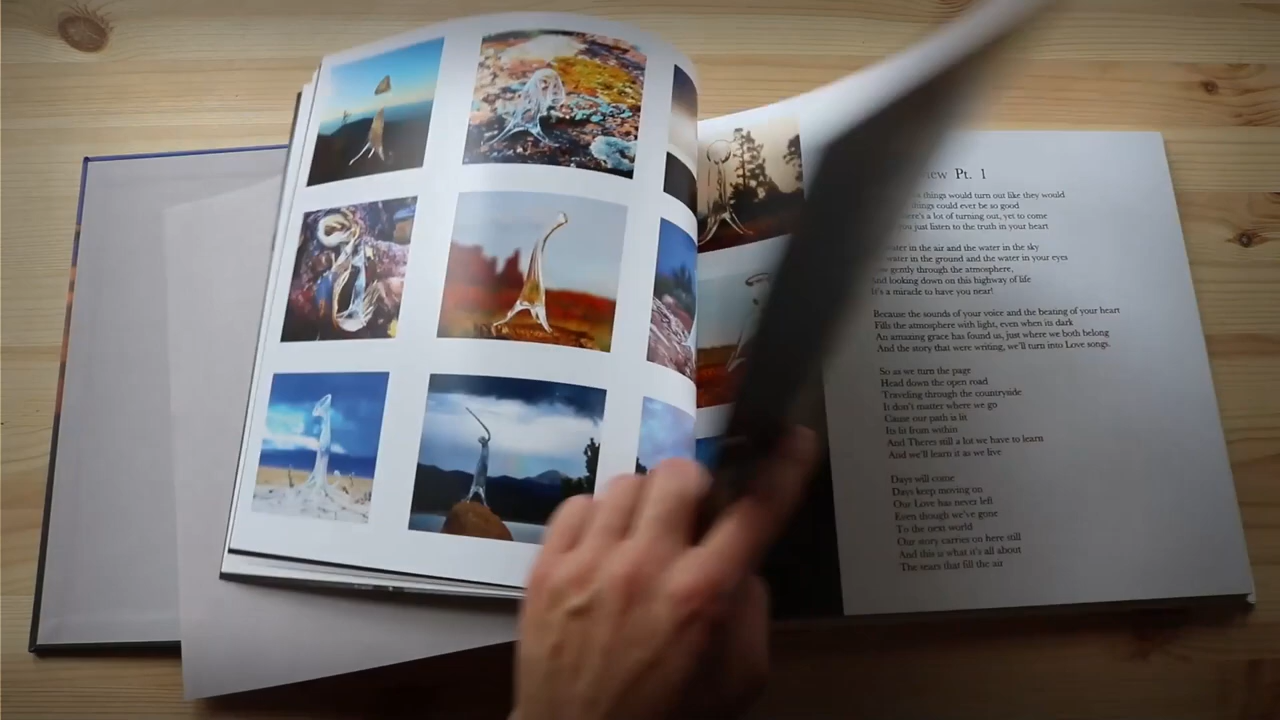 ew Pt. 1
things would turn out like they would
things could ever be so good
there's a lot of turning out, yet to come
you just listen to the truth in your heart
water in the air and the water in the sky
water in the ground and the water in your eyes
gently through the atmosphere,
and looking down on this highway of life
It's a miracle to have you near!
Because the sounds of your voice and the beating of your heart
Fills the atmosphere with light, even when its dark
An amazing grace has found us, just where we both belong
And the story that were writing, we'll turn into Love songs.
So as we turn the page
Head down the open road
Traveling through the countryside
It don't matter where we go
Cause our path is lit
Its lit from within
And Theres still a lot we have to learn
And we'll learn it as we live
Days will come
Days keep moving on
Our Love has never left
Even though we've gone
To the next world
Our story carries on here still
And this is what it's all about
The tears that fill the air